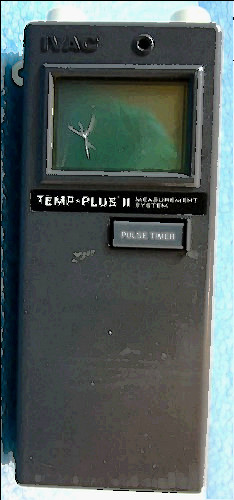 IVAC
TEMP•PLUS II MEASUREMENT SYSTEM
PULSE TIMER